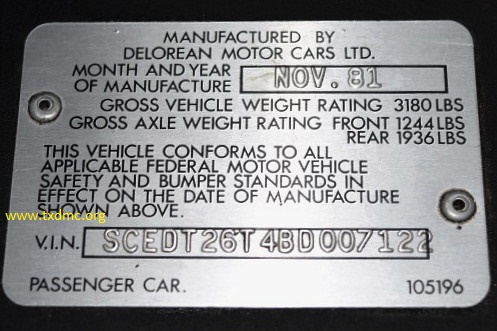 MANUFACTURED BY
DELOREAN MOTOR CARS LTD.
MONTH AND YEAR
OF MANUFACTURE NOV. 81
GROSS VEHICLE WEIGHT RATING 3180 LBS
GROSS AXLE WEIGHT RATING FRONT 1244 LBS
REAR 1936 LBS
THIS VEHICLE CONFORMS TO ALL
APPLICABLE FEDERAL MOTOR VEHICLE
SAFETY AND BUMPER STANDARDS IN
EFFECT ON THE DATE OF MANUFACTURE
SHOWN ABOVE.
www.txdmc.org
V.I.N. SCEDT26T4BD007122
PASSENGER CAR. 105196